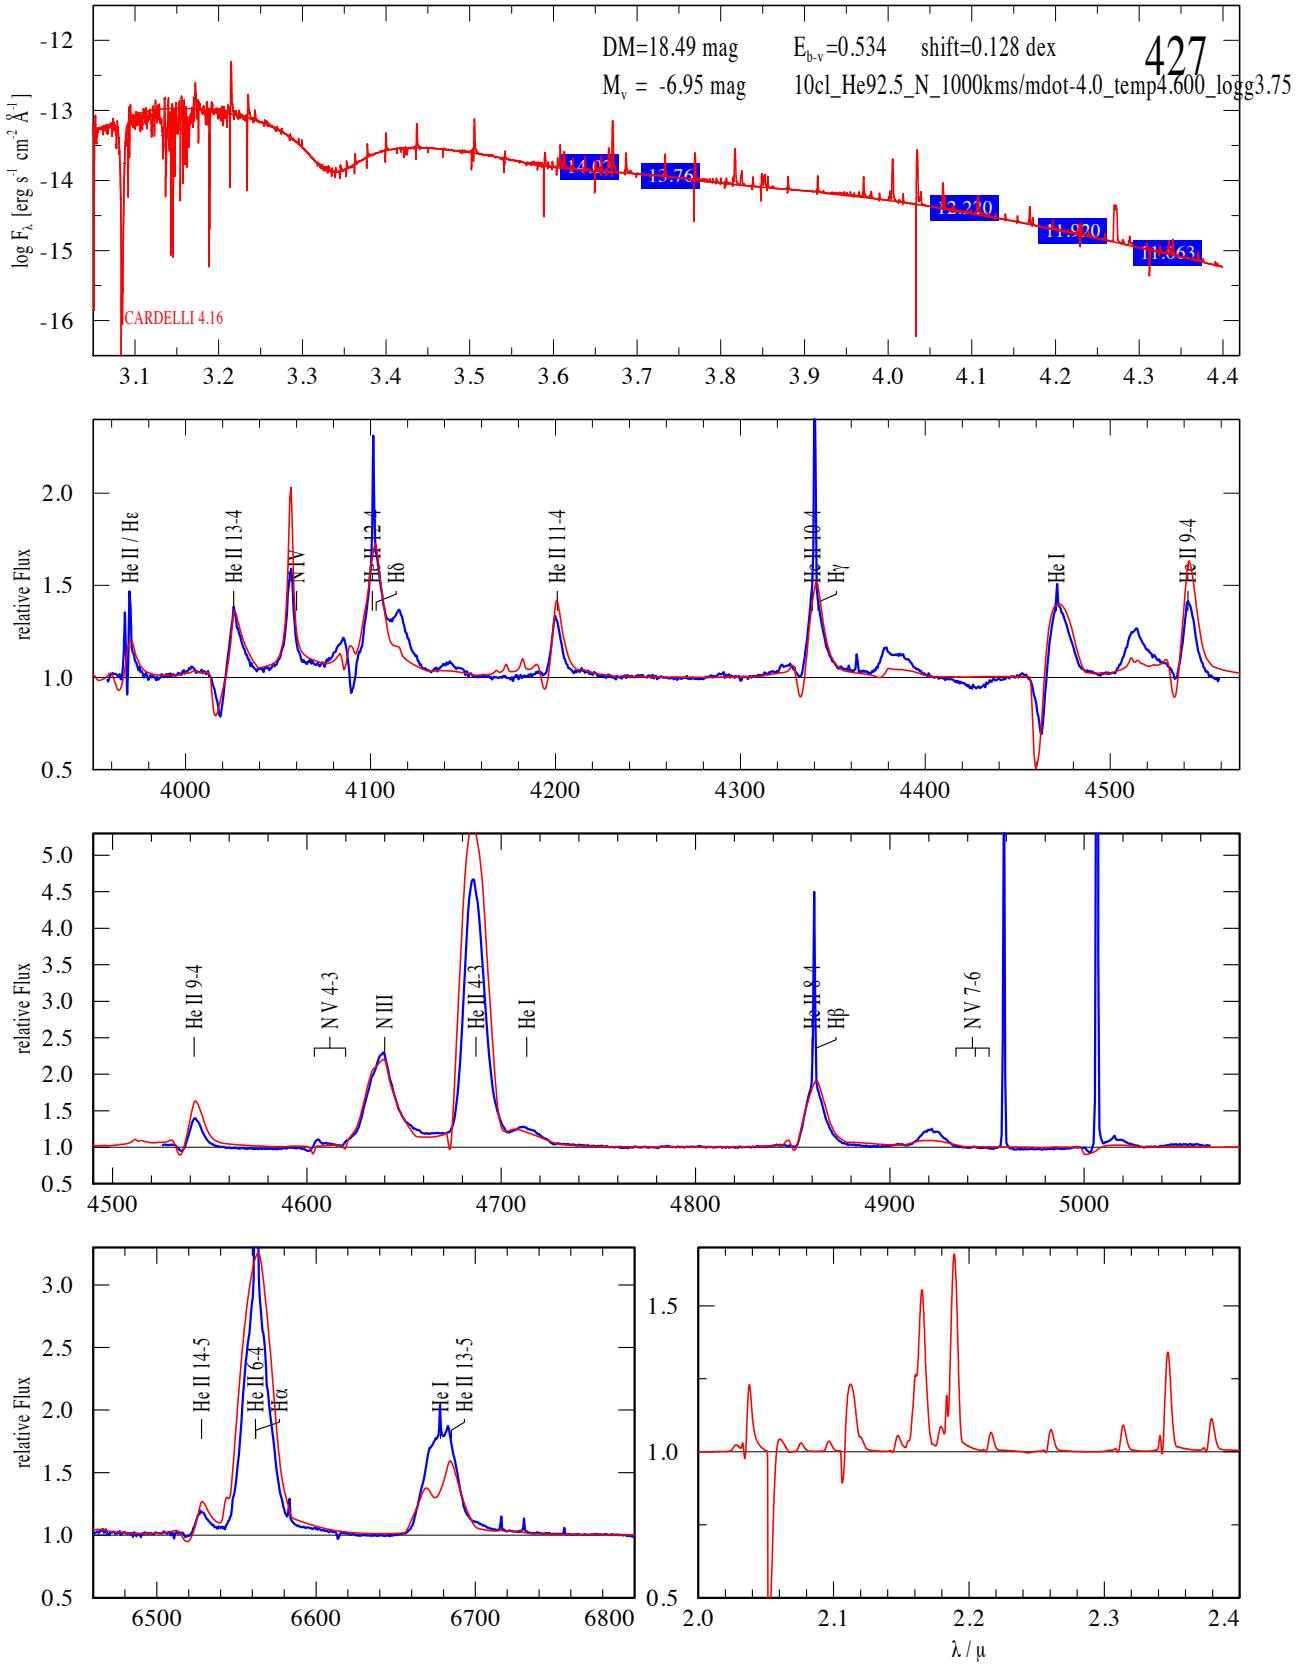 DM=18.49 mag E_b-v=0.534 shift=0.128 dex 427
M_v = -6.95 mag 10cl_He92.5_N_1000kms/mdot-4.0_temp4.600_logg3.75
log F_λ [erg s^-1 cm^-2 Å^-1]
-12
-13
-14
-15
-16
13.76
12.220
11.920
CARDELLI 4.16
3.1 3.2 3.3 3.4 3.5 3.6 3.7 3.8 3.9 4.0 4.1 4.2 4.3 4.4
relative Flux
2.0
1.5
1.0
0.5
He II / Hε
He II 13-4
N IV
He II 12-4
Hδ
He II 11-4
He II 10-4
Hγ
He I
He II 9-4
4000 4100 4200 4300 4400 4500
relative Flux
5.0
4.5
4.0
3.5
3.0
2.5
2.0
1.5
1.0
0.5
He II 9-4
N V 4-3
N III
He II 4-3
He I
He II 8-4
Hβ
N V 7-6
4500 4600 4700 4800 4900 5000
relative Flux
3.0
2.5
2.0
1.5
1.0
0.5
He II 14-5
He II 6-4
Hα
He I
He II 13-5
6500 6600 6700 6800
1.5
1.0
0.5
2.0 2.1 2.2 2.3 2.4
λ / μ